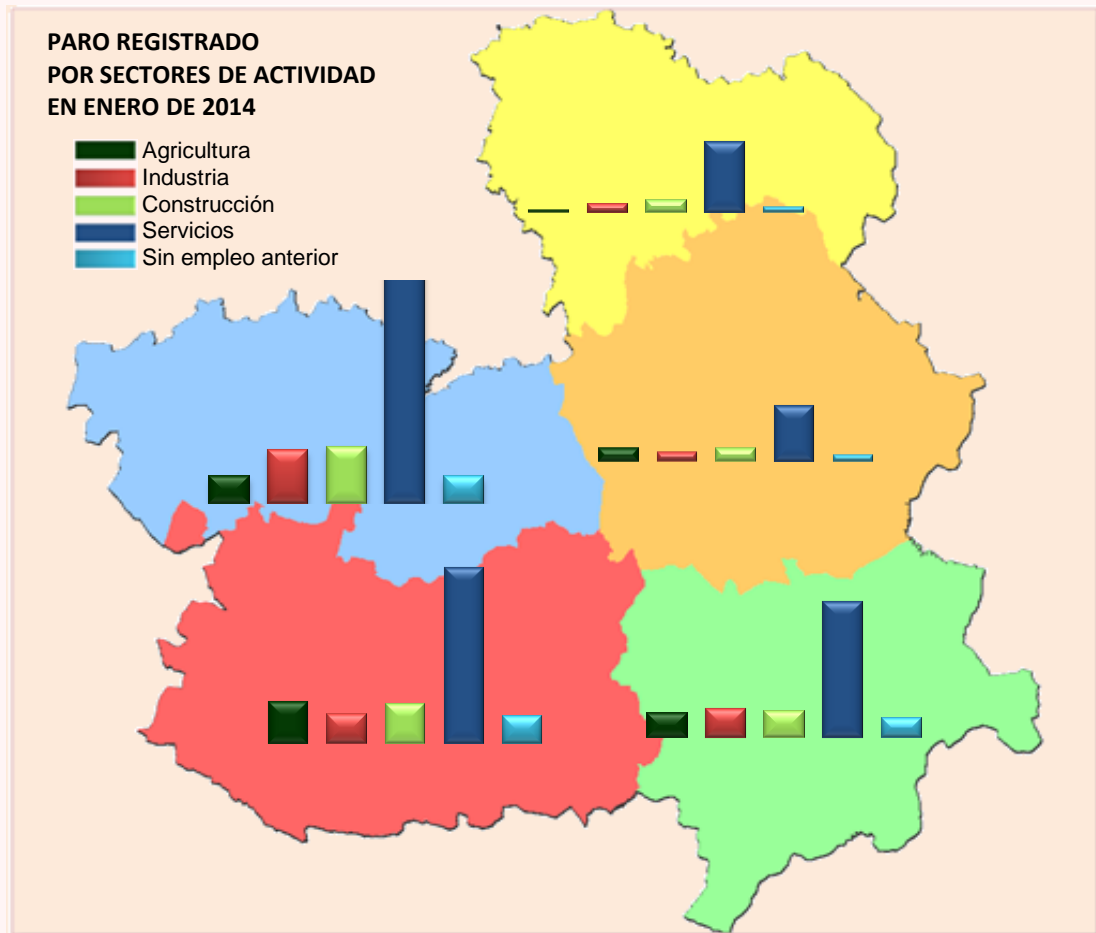 PARO REGISTRADO
POR SECTORES DE ACTIVIDAD
EN ENERO DE 2014
Agricultura
Industria
Construcción
Servicios
Sin empleo anterior